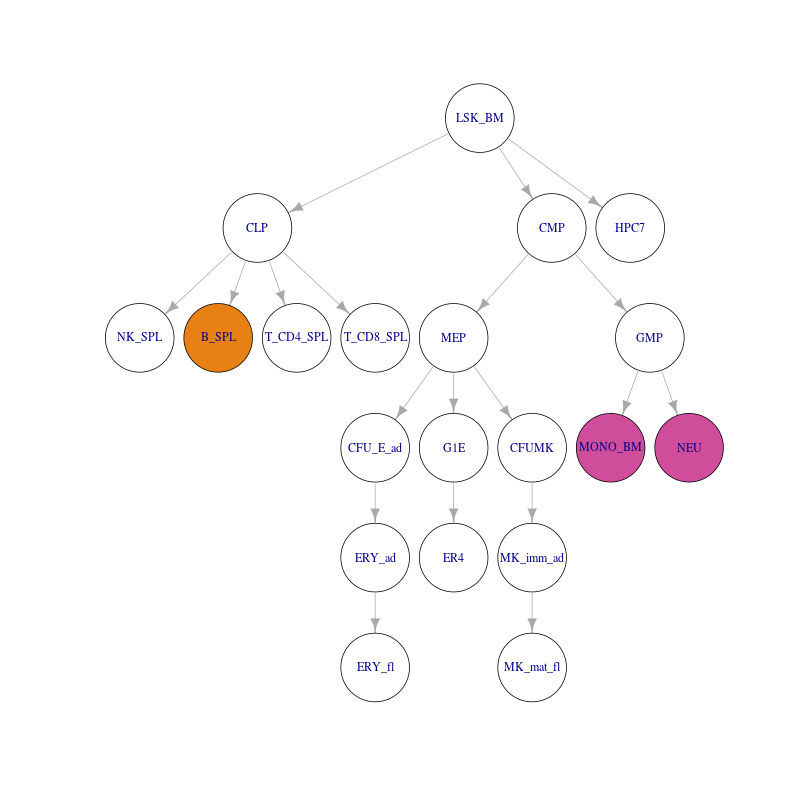 LSK_BM
CLP
CMP
HPC7
NK_SPL
B_SPL
T_CD4_SPL
T_CD8_SPL
MEP
GMP
CFU_E_ad
G1E
CFUMK
MONO_BM
NEU
ERY_ad
ER4
MK_imm_ad
ERY_fl
MK_mat_fl